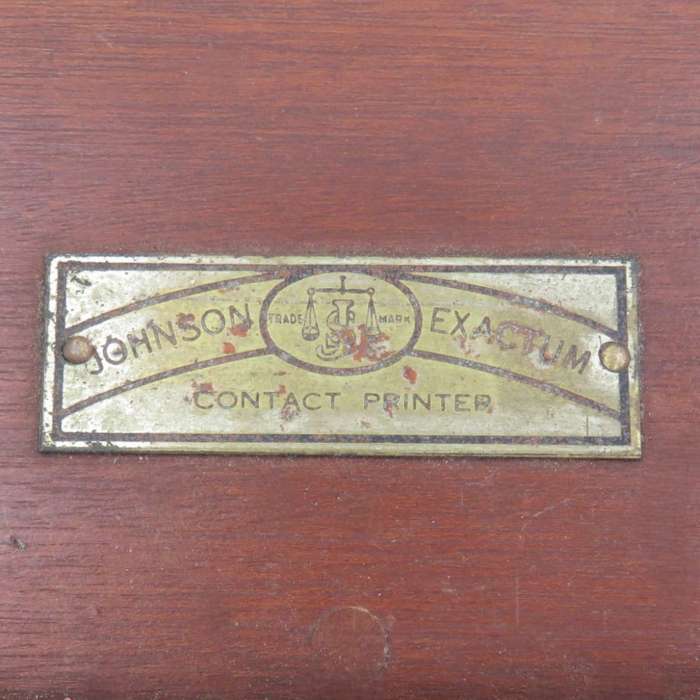 JOHNSON EXACTUM
TRADE MARK
CONTACT PRINTER